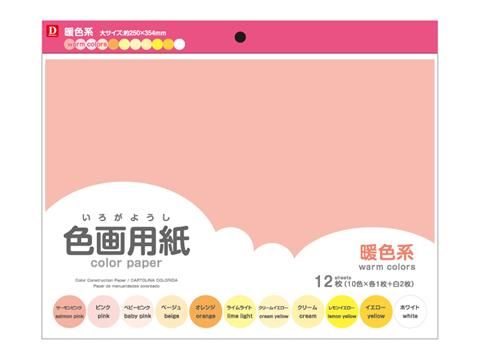 D
暖色系 大サイズ:約250×354mm
warm colors
いろがようし
色画用紙
color paper
Color Construction Paper / CARTOLINA COLORIDA
Papel de manualidades coloreado
暖色系
warm colors
12 sheets 枚(10色×各1枚+白2枚)
サーモンピンク salmon pink
ピンク pink
ベビーピンク baby pink
ベージュ beige
オレンジ orange
ライムライト lime light
クリームイエロー cream yellow
クリーム cream
レモンイエロー lemon yellow
イエロー yellow
ホワイト white